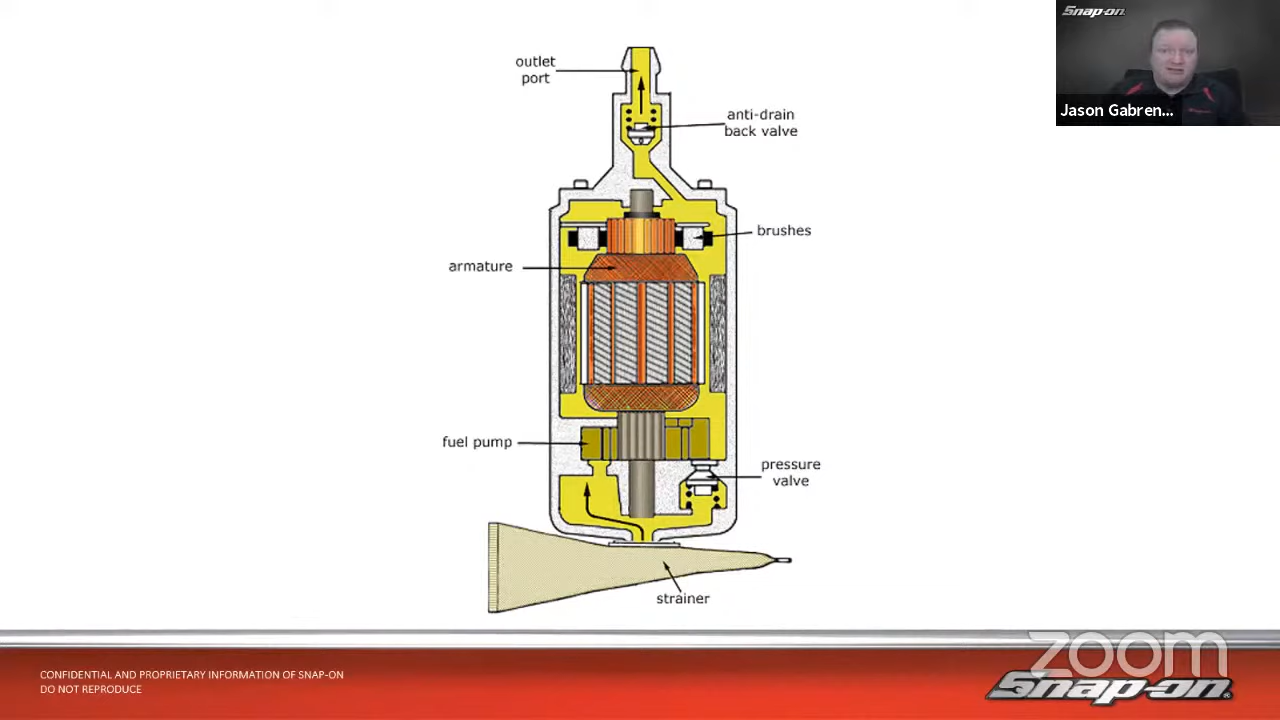 Snap-on
Jason Gabren...
outlet
port
anti-drain
back valve
brushes
armature
fuel pump
pressure
valve
strainer
CONFIDENTIAL AND PROPRIETARY INFORMATION OF SNAP-ON
DO NOT REPRODUCE
zoom
Snap-on